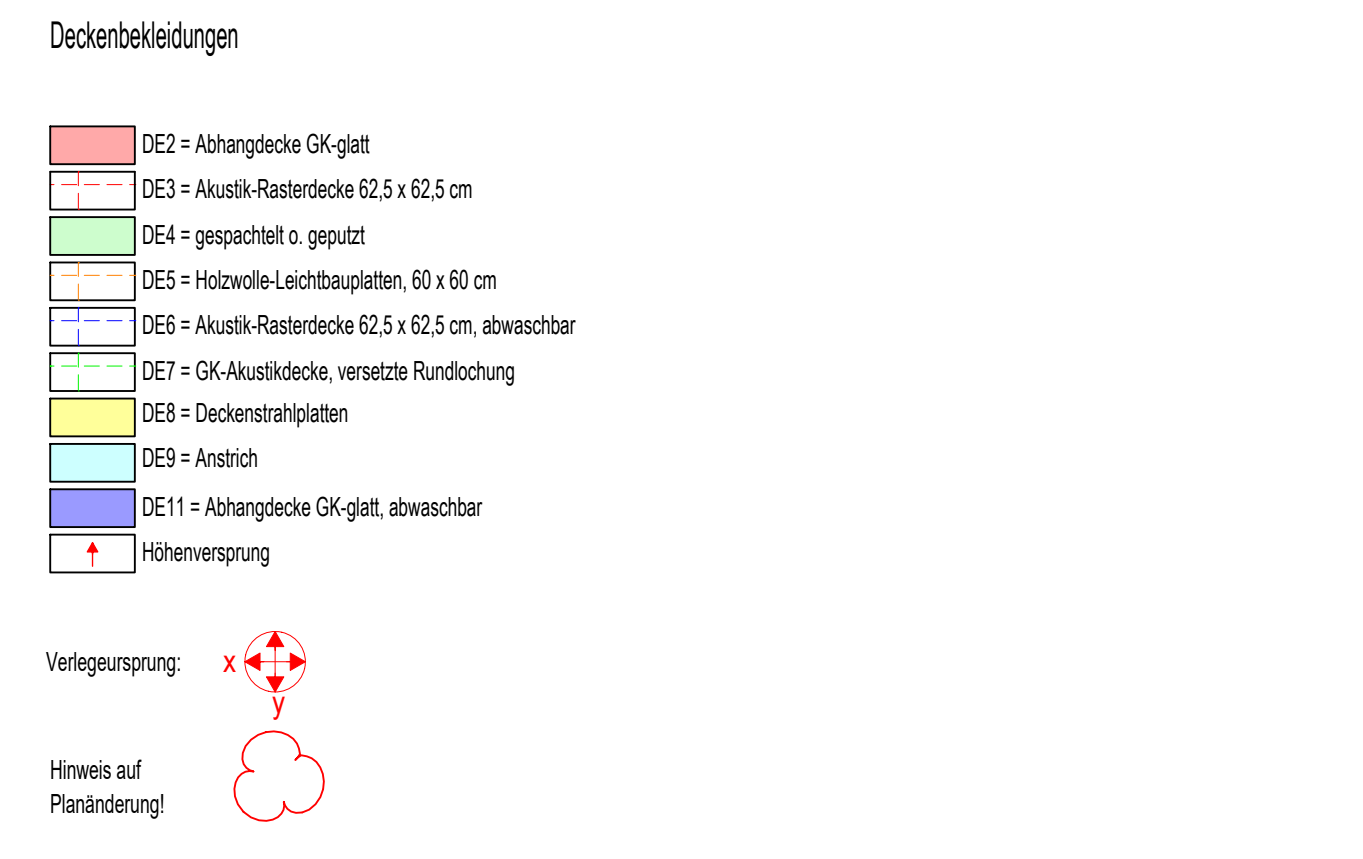 Deckenbekleidungen
DE2 = Abhangdecke GK-glatt
DE3 = Akustik-Rasterdecke 62,5 x 62,5 cm
DE4 = gespachtelt o. geputzt
DE5 = Holzwolle-Leichtbauplatten, 60 x 60 cm
DE6 = Akustik-Rasterdecke 62,5 x 62,5 cm, abwaschbar
DE7 = GK-Akustikdecke, versetzte Rundlochung
DE8 = Deckenstrahlplatten
DE9 = Anstrich
DE11 = Abhangdecke GK-glatt, abwaschbar
Höhenversprung
Verlegeursprung: x
y
Hinweis auf
Planänderung!